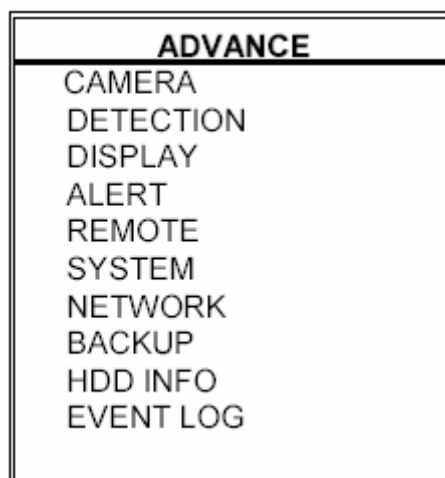 ADVANCE
CAMERA
DETECTION
DISPLAY
ALERT
REMOTE
SYSTEM
NETWORK
BACKUP
HDD INFO
EVENT LOG